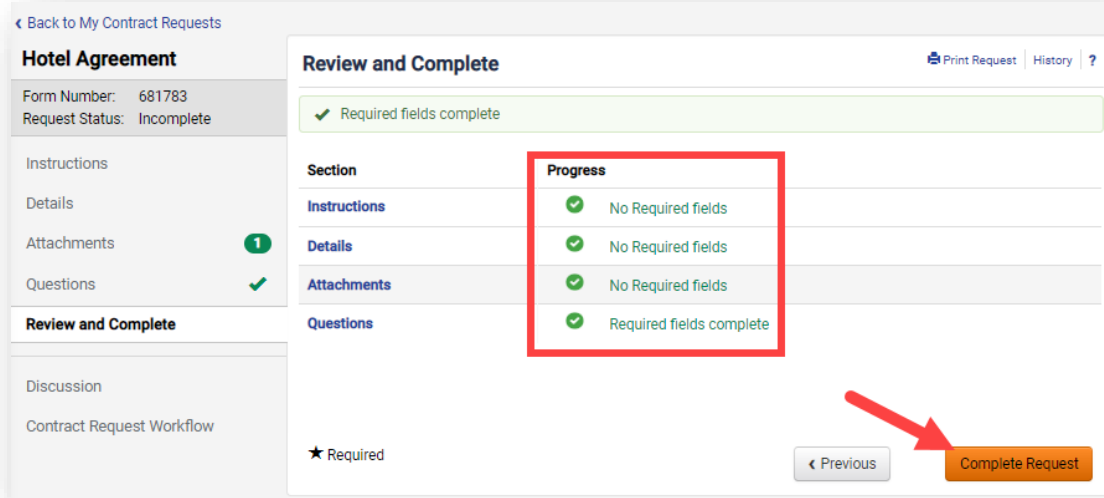 Back to My Contract Requests
Hotel Agreement
Form Number: 681783
Request Status: Incomplete
Instructions
Details
Attachments 1
Questions
Review and Complete
Discussion
Contract Request Workflow
Review and Complete
Print Request History ?
Required fields complete
Section Progress
Instructions No Required fields
Details No Required fields
Attachments No Required fields
Questions Required fields complete
★ Required
Previous Complete Request